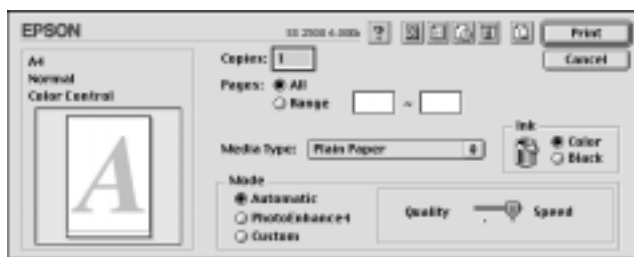 EPSON
Print
Cancel
A4
Normal
Color Control
Copies: 1
Pages: All
Range ~
Media Type: Plain Paper
Ink
Color
Black
Mode
Automatic
PhotoEnhance4
Custom
Quality Speed
A